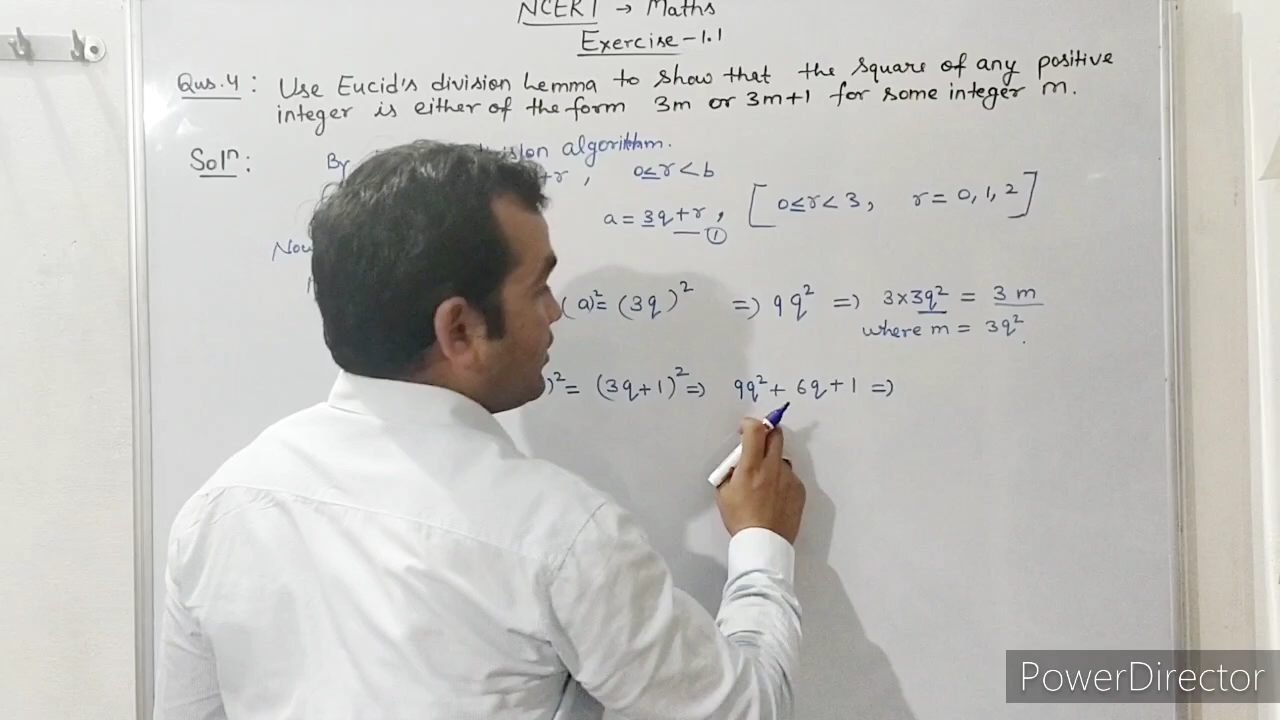 NCERT → Maths
Exercise-1.1
Qus.4: Use Eucid's division Lemma to show that the square of any positive
integer is either of the form 3m or 3m+1 for some integer m.
Solⁿ: By division algorithm.
+r, 0≤r<b
a = 3q+r, [0≤r<3, r = 0, 1, 2]
①
(a)²= (3q)² =) 9q² =) 3×3q² = 3m
where m = 3q².
)²= (3q+1)² =) 9q²+6q+1 =)
PowerDirector